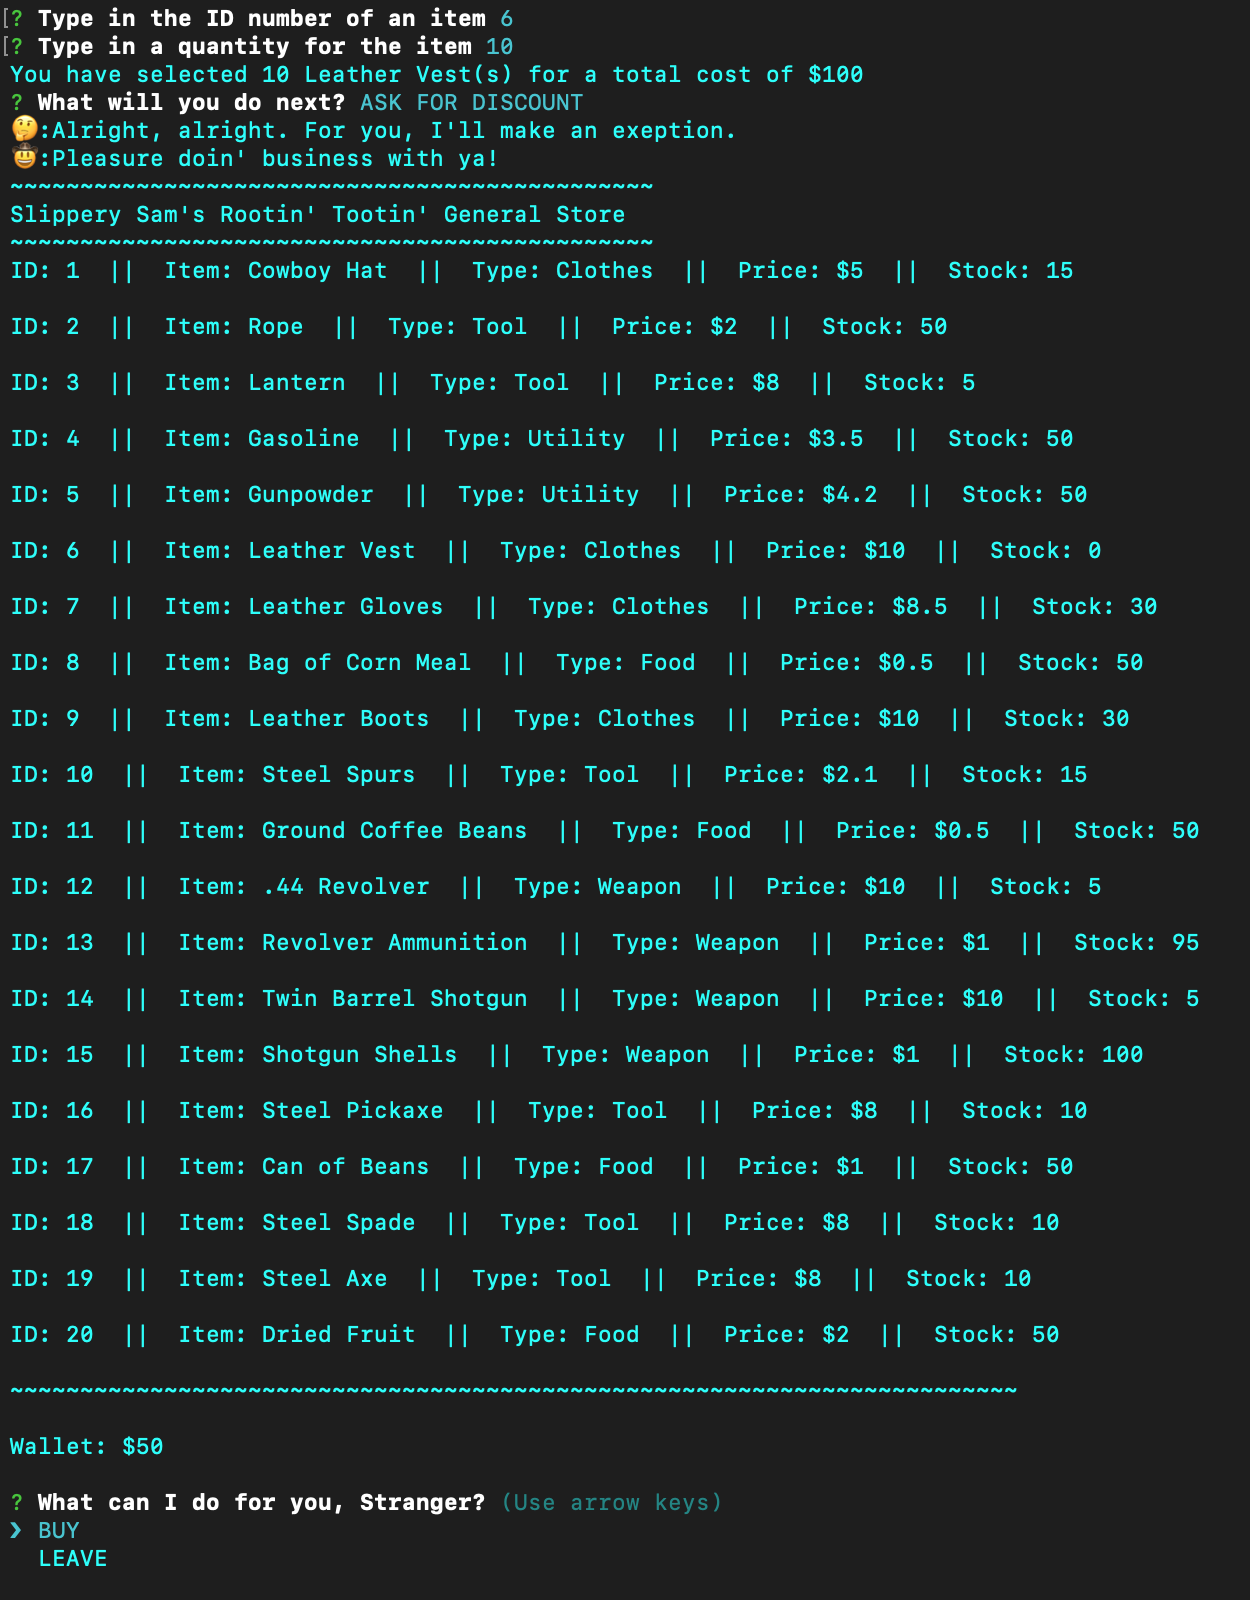 [? Type in the ID number of an item 6
[? Type in a quantity for the item 10
You have selected 10 Leather Vest(s) for a total cost of $100
? What will you do next? ASK FOR DISCOUNT
🤔:Alright, alright. For you, I'll make an exeption.
🤠:Pleasure doin' business with ya!
~~~~~~~~~~~~~~~~~~~~~~~~~~~~~~~~~~~~~~~~~~~~~~
Slippery Sam's Rootin' Tootin' General Store
~~~~~~~~~~~~~~~~~~~~~~~~~~~~~~~~~~~~~~~~~~~~~~
ID: 1  ||  Item: Cowboy Hat  ||  Type: Clothes  ||  Price: $5  ||  Stock: 15
ID: 2  ||  Item: Rope  ||  Type: Tool  ||  Price: $2  ||  Stock: 50
ID: 3  ||  Item: Lantern  ||  Type: Tool  ||  Price: $8  ||  Stock: 5
ID: 4  ||  Item: Gasoline  ||  Type: Utility  ||  Price: $3.5  ||  Stock: 50
ID: 5  ||  Item: Gunpowder  ||  Type: Utility  ||  Price: $4.2  ||  Stock: 50
ID: 6  ||  Item: Leather Vest  ||  Type: Clothes  ||  Price: $10  ||  Stock: 0
ID: 7  ||  Item: Leather Gloves  ||  Type: Clothes  ||  Price: $8.5  ||  Stock: 30
ID: 8  ||  Item: Bag of Corn Meal  ||  Type: Food  ||  Price: $0.5  ||  Stock: 50
ID: 9  ||  Item: Leather Boots  ||  Type: Clothes  ||  Price: $10  ||  Stock: 30
ID: 10  ||  Item: Steel Spurs  ||  Type: Tool  ||  Price: $2.1  ||  Stock: 15
ID: 11  ||  Item: Ground Coffee Beans  ||  Type: Food  ||  Price: $0.5  ||  Stock: 50
ID: 12  ||  Item: .44 Revolver  ||  Type: Weapon  ||  Price: $10  ||  Stock: 5
ID: 13  ||  Item: Revolver Ammunition  ||  Type: Weapon  ||  Price: $1  ||  Stock: 95
ID: 14  ||  Item: Twin Barrel Shotgun  ||  Type: Weapon  ||  Price: $10  ||  Stock: 5
ID: 15  ||  Item: Shotgun Shells  ||  Type: Weapon  ||  Price: $1  ||  Stock: 100
ID: 16  ||  Item: Steel Pickaxe  ||  Type: Tool  ||  Price: $8  ||  Stock: 10
ID: 17  ||  Item: Can of Beans  ||  Type: Food  ||  Price: $1  ||  Stock: 50
ID: 18  ||  Item: Steel Spade  ||  Type: Tool  ||  Price: $8  ||  Stock: 10
ID: 19  ||  Item: Steel Axe  ||  Type: Tool  ||  Price: $8  ||  Stock: 10
ID: 20  ||  Item: Dried Fruit  ||  Type: Food  ||  Price: $2  ||  Stock: 50
~~~~~~~~~~~~~~~~~~~~~~~~~~~~~~~~~~~~~~~~~~~~~~~~~~~~~~~~~~~~~~~~~~~~~~~~
Wallet: $50
? What can I do for you, Stranger? (Use arrow keys)
❯ BUY
LEAVE